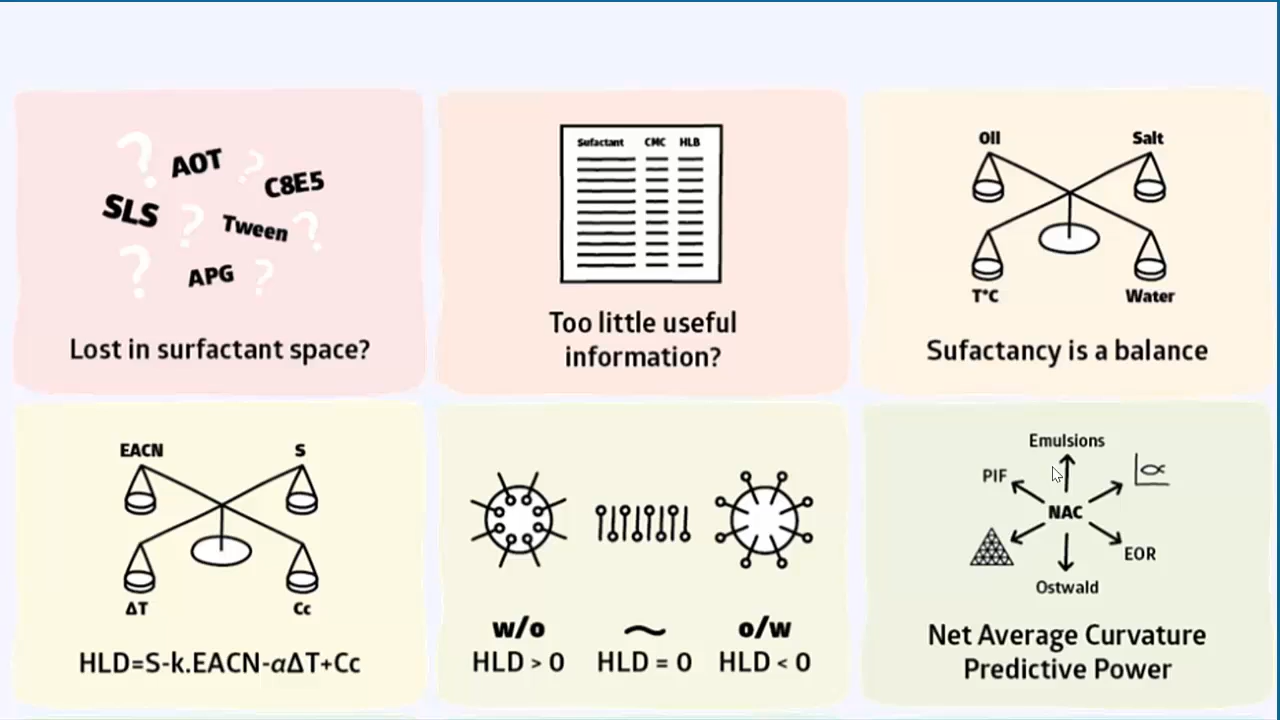 ? AOT ?
C8E5
SLS ? Tween ?
? APG ?
Lost in surfactant space?
Sufactant CMC HLB
Too little useful
information?
Oil Salt
T°C Water
Sufactancy is a balance
EACN S
ΔT Cc
HLD=S-k.EACN-αΔT+Cc
w/o ~ o/w
HLD > 0 HLD = 0 HLD < 0
Emulsions
PIF
NAC
EOR
Ostwald
Net Average Curvature
Predictive Power